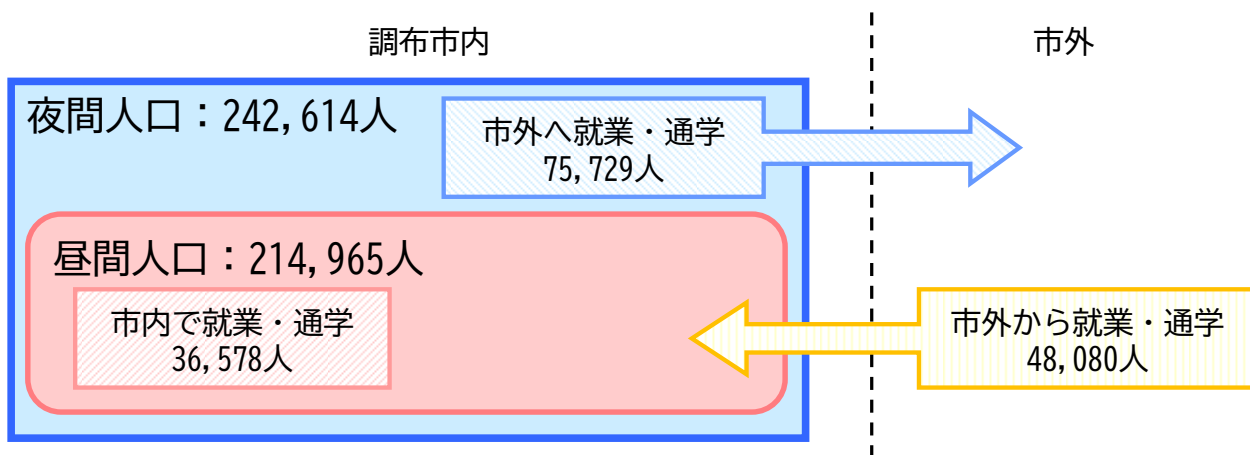 調布市内
市外
夜間人口：242,614人
市外へ就業・通学
75,729人
昼間人口：214,965人
市内で就業・通学
36,578人
市外から就業・通学
48,080人